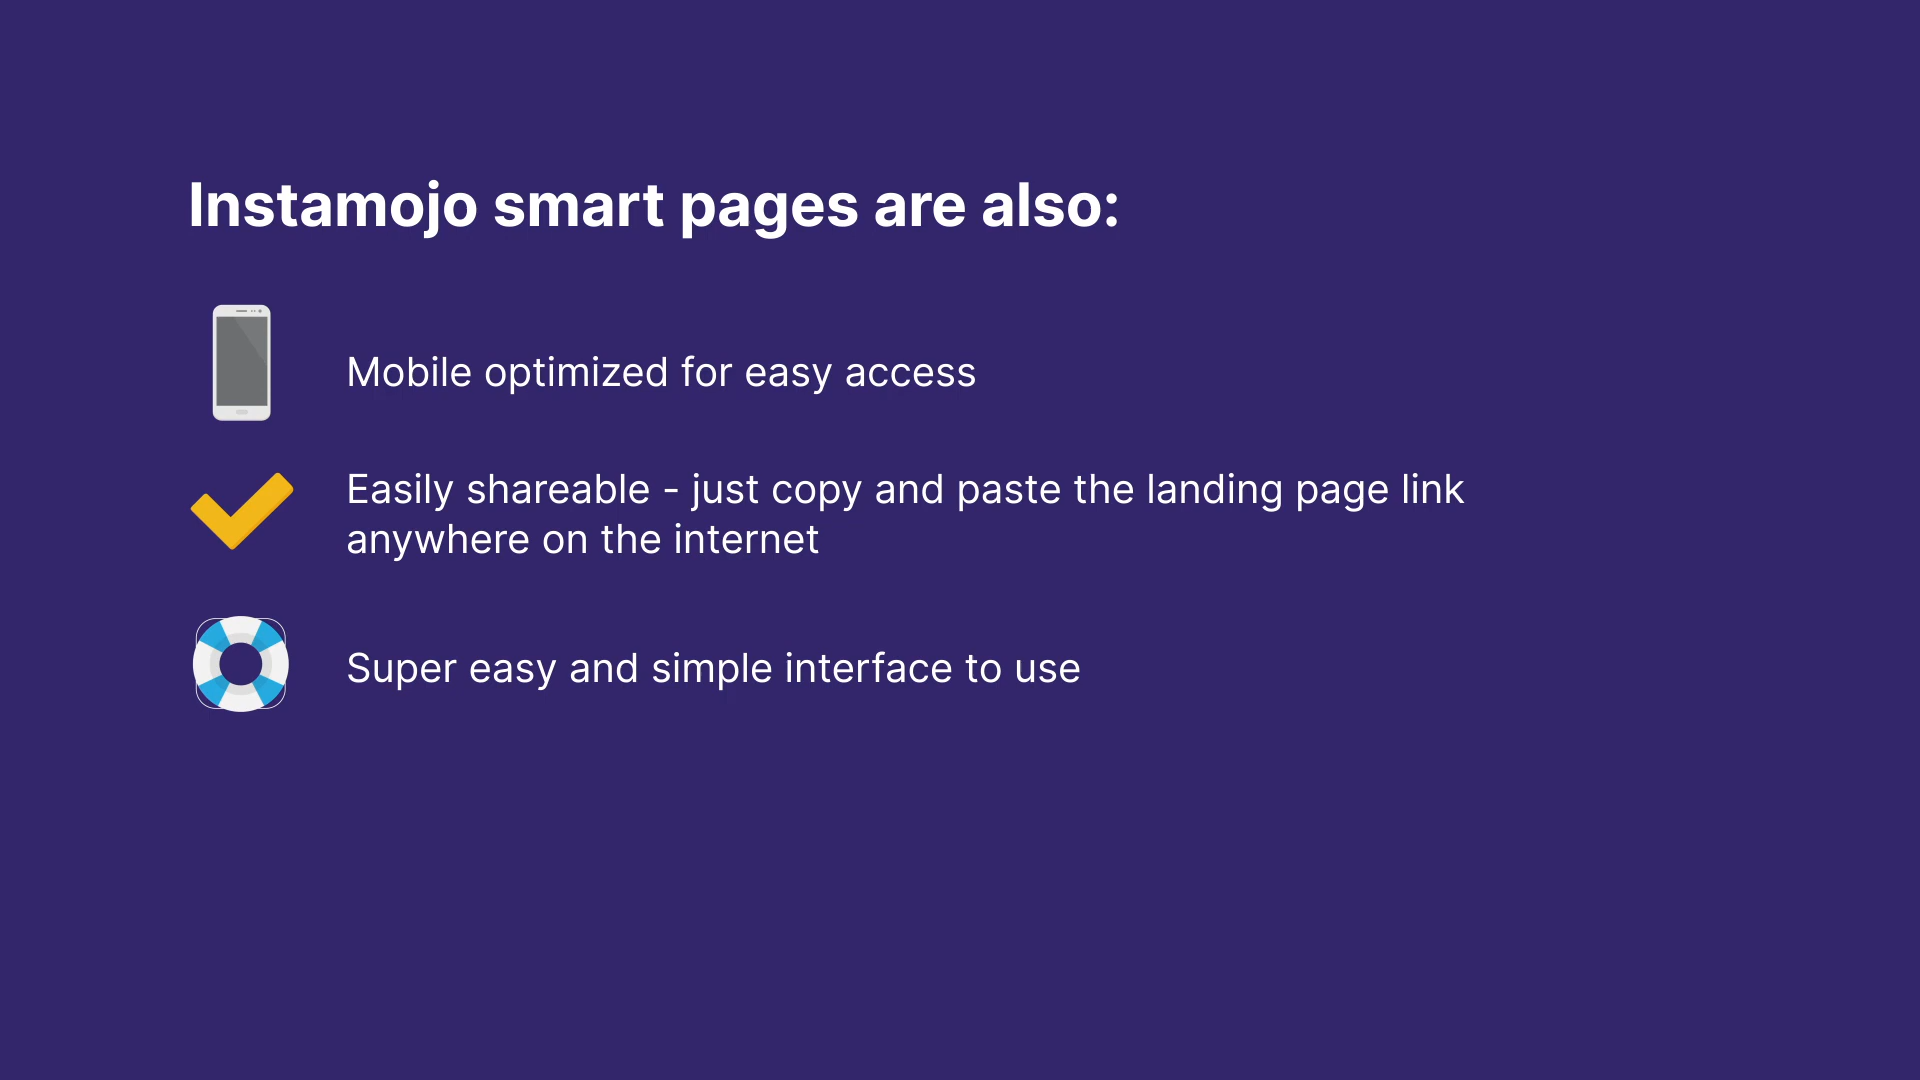 Instamojo smart pages are also:
Mobile optimized for easy access
Easily shareable - just copy and paste the landing page link
anywhere on the internet
Super easy and simple interface to use